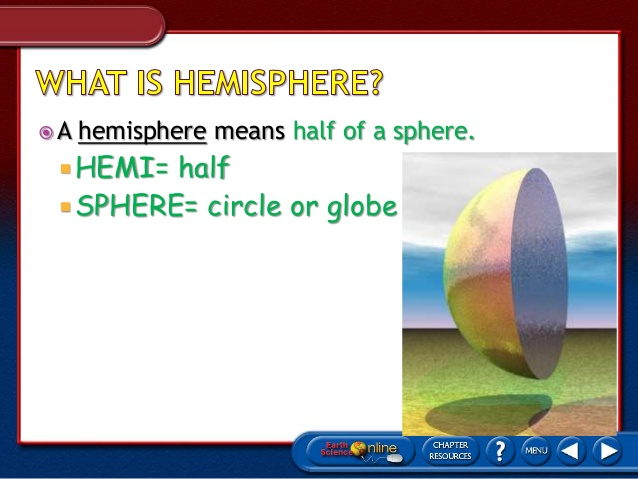 WHAT IS HEMISPHERE?
A hemisphere means half of a sphere.
HEMI= half
SPHERE= circle or globe
Earth
Science
nline
CHAPTER
RESOURCES
?
MENU